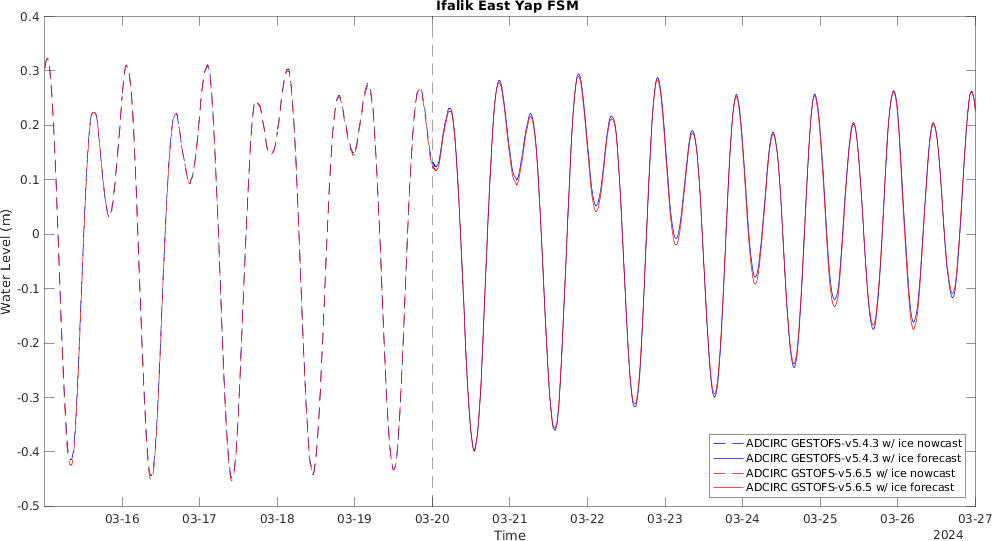 Ifalik East Yap FSM
0.4
0.3
0.2
0.1
0
-0.1
-0.2
-0.3
-0.4
-0.5
Water Level (m)
ADCIRC GESTOFS-v5.4.3 w/ ice nowcast
ADCIRC GESTOFS-v5.4.3 w/ ice forecast
ADCIRC GSTOFS-v5.6.5 w/ ice nowcast
ADCIRC GSTOFS-v5.6.5 w/ ice forecast
03-16 03-17 03-18 03-19 03-20 03-21 03-22 03-23 03-24 03-25 03-26 03-27
Time
2024